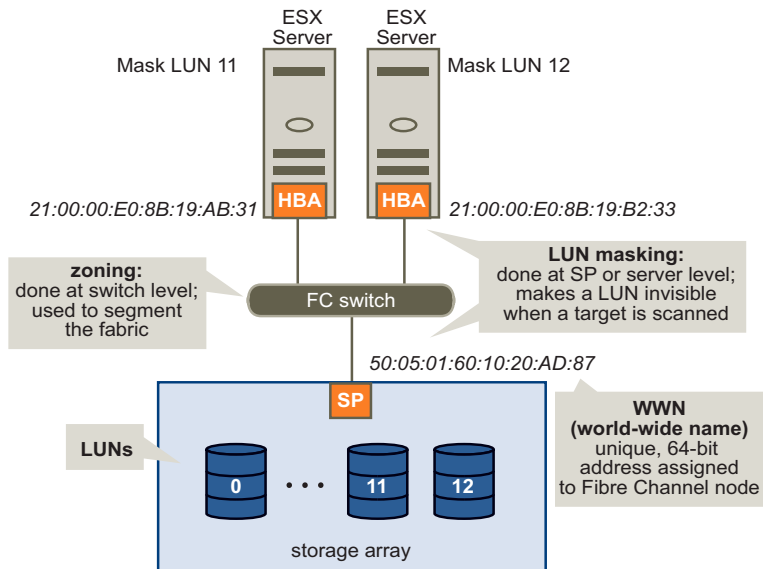 ESX
Server
ESX
Server
Mask LUN 11
Mask LUN 12
HBA
HBA
21:00:00:E0:8B:19:AB:31
21:00:00:E0:8B:19:B2:33
zoning:
done at switch level;
used to segment
the fabric
LUN masking:
done at SP or server level;
makes a LUN invisible
when a target is scanned
FC switch
50:05:01:60:10:20:AD:87
SP
WWN
(world-wide name)
unique, 64-bit
address assigned
to Fibre Channel node
LUNs
0
• • •
11
12
storage array